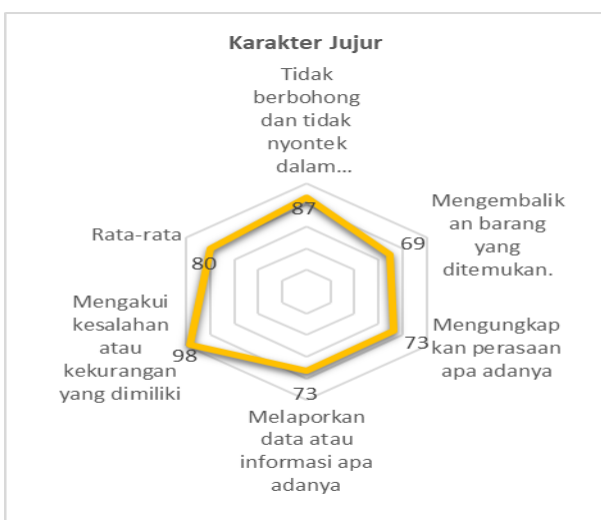 Karakter Jujur
Tidak
berbohong
dan tidak
nyontek
dalam...
87
Mengembalik
an barang
yang
ditemukan.
69
Mengungkap
kan perasaan
apa adanya
73
Melaporkan
data atau
informasi apa
adanya
73
Mengakui
kesalahan
atau
kekurangan
yang dimiliki
98
Rata-rata
80